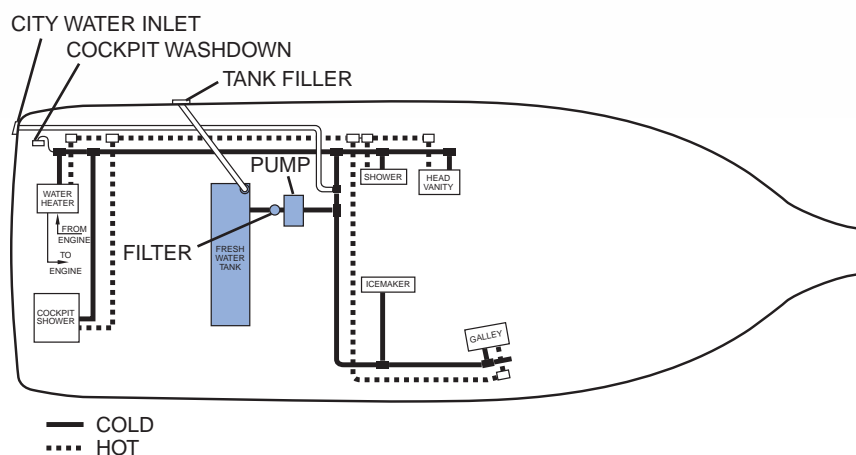 CITY WATER INLET
COCKPIT WASHDOWN
TANK FILLER
PUMP
SHOWER
HEAD
VANITY
WATER
HEATER
FROM
ENGINE
TO
ENGINE
FILTER
FRESH
WATER
TANK
ICEMAKER
COCKPIT
SHOWER
GALLEY
COLD
HOT